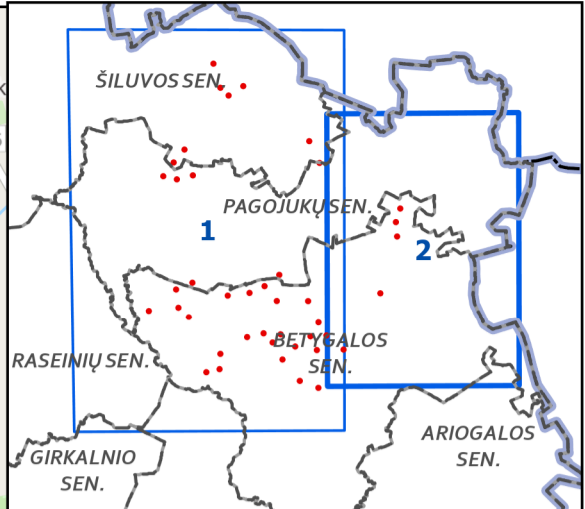 ŠILUVOS SEN.
PAGOJUKŲ SEN.
1
2
BETYGALOS
SEN.
RASEINIŲ SEN.
ARIOGALOS
SEN.
GIRKALNIO
SEN.